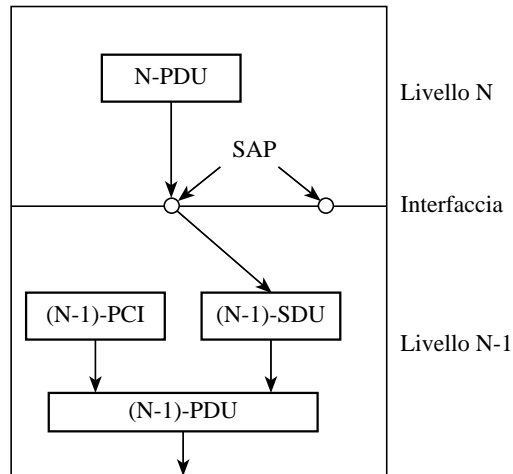 N-PDU
Livello N
SAP
Interfaccia
(N-1)-PCI
(N-1)-SDU
Livello N-1
(N-1)-PDU